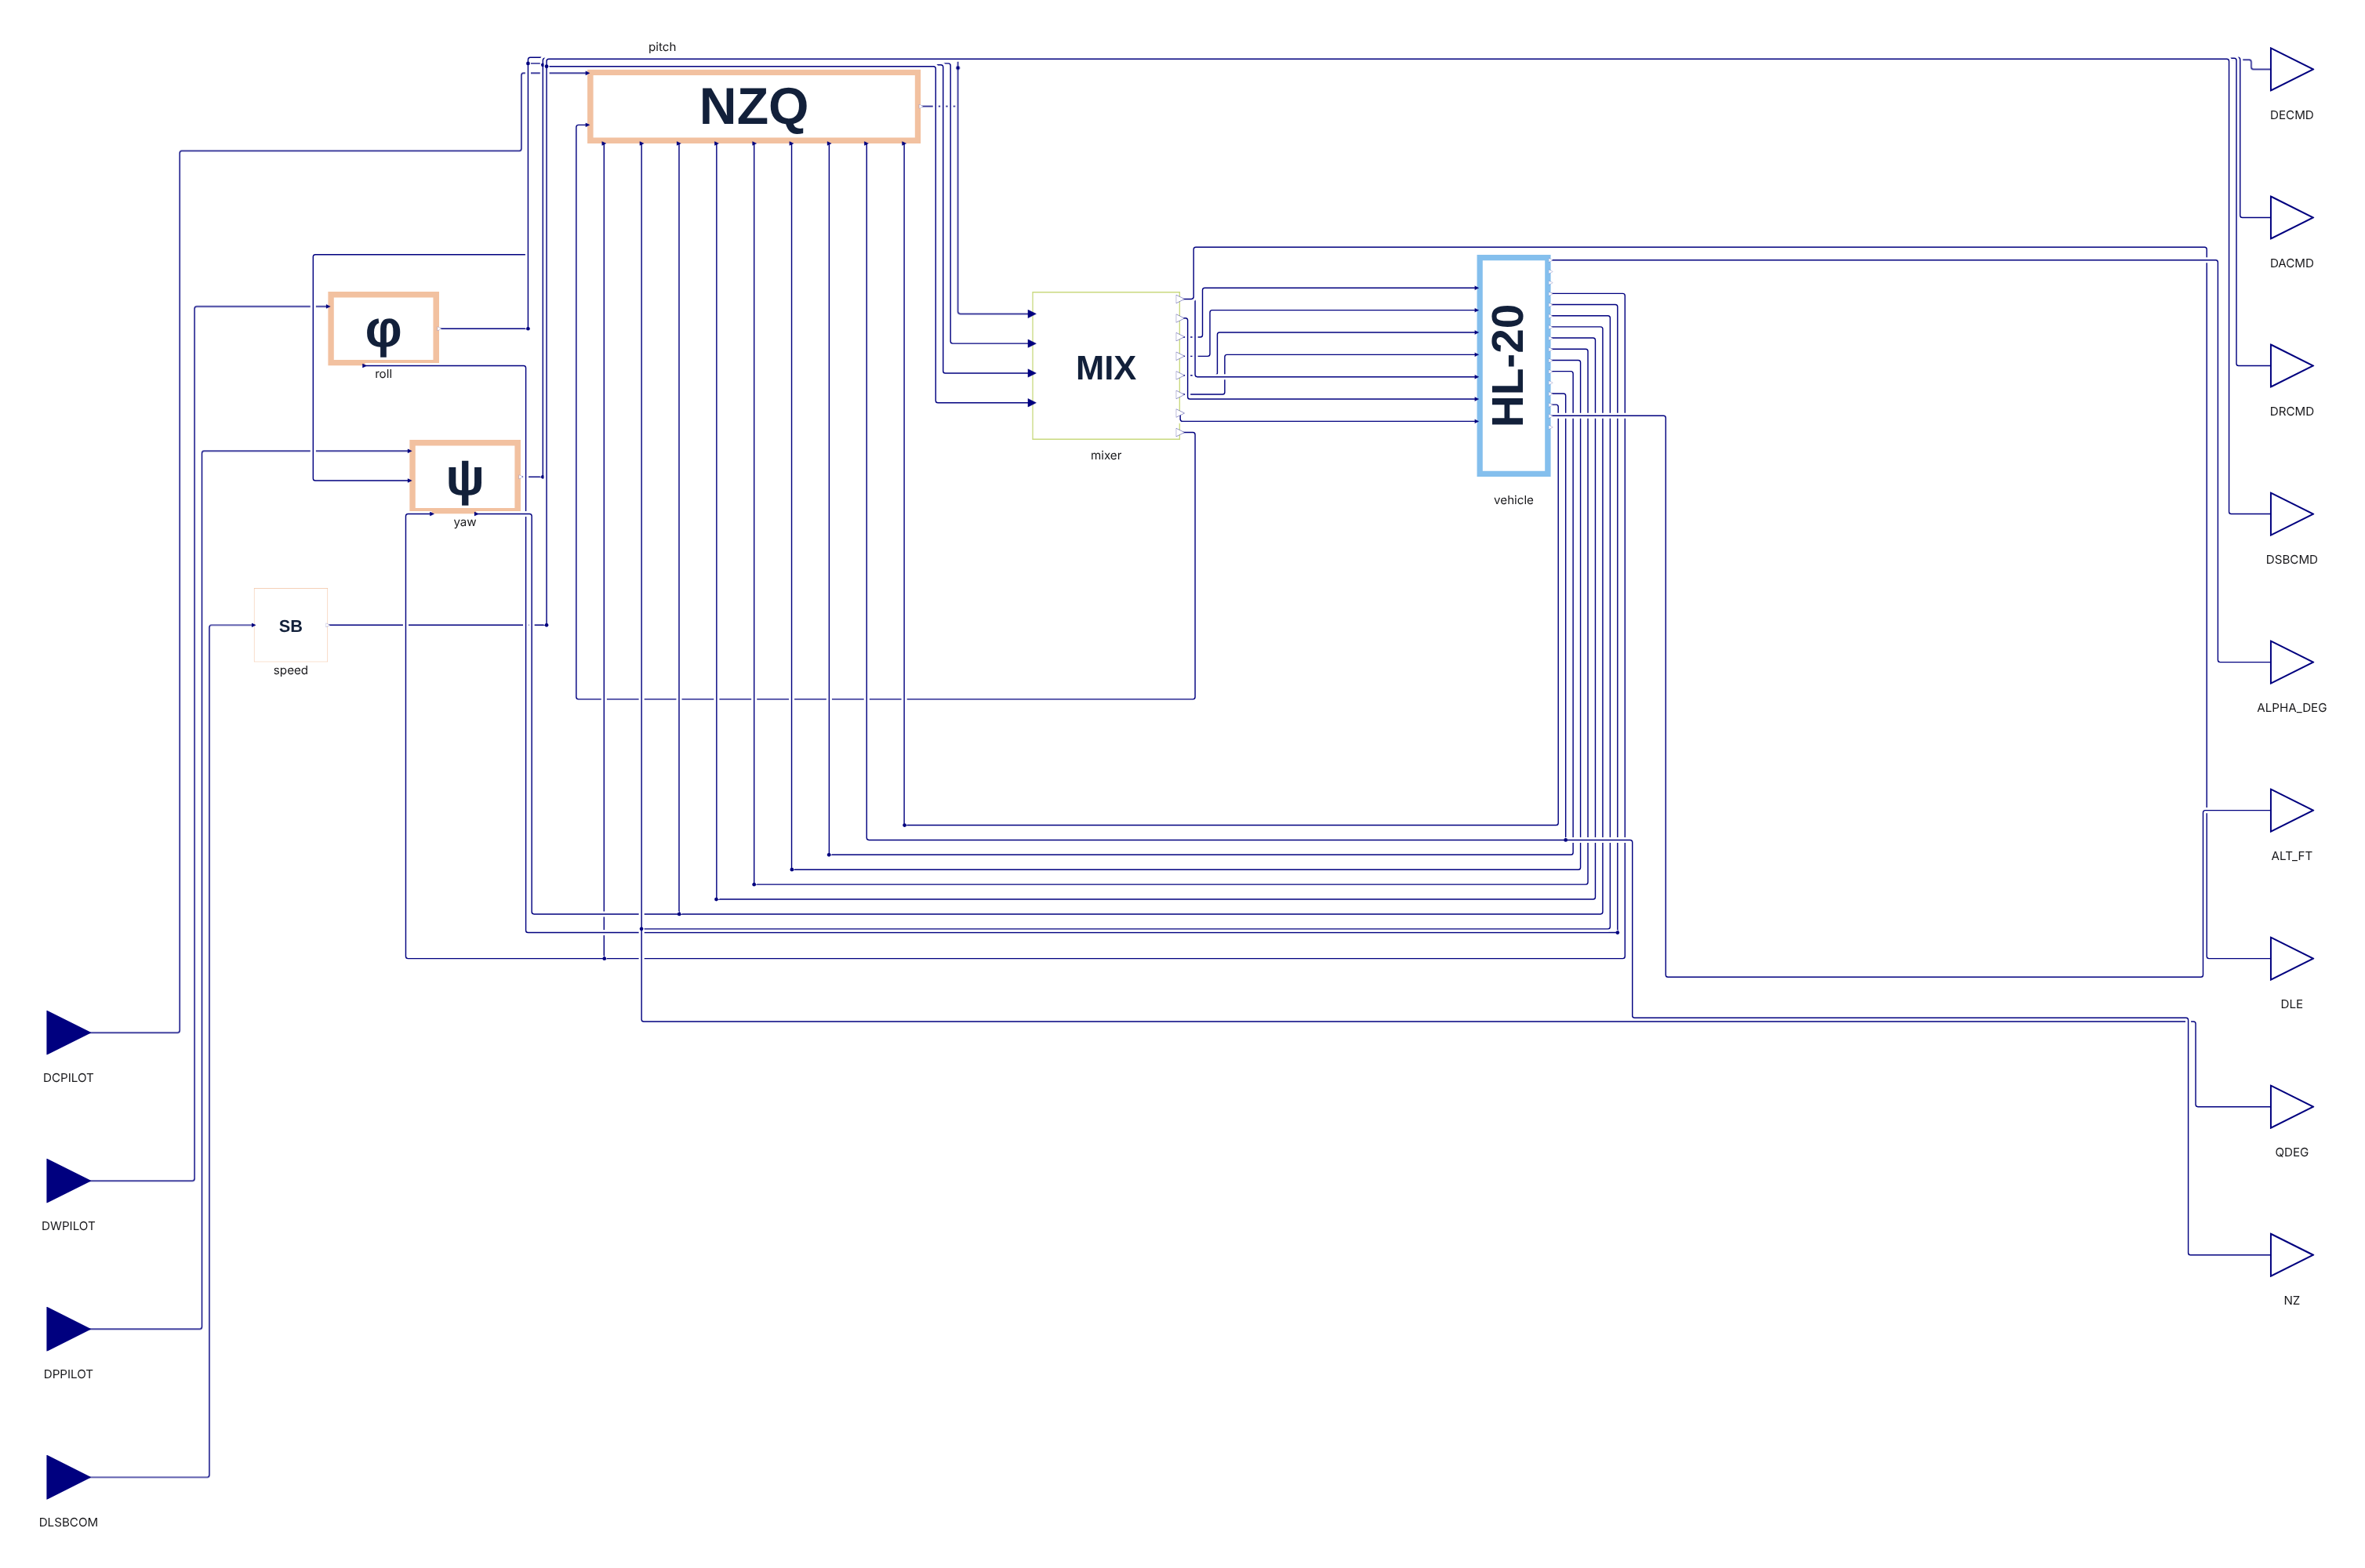 pitch
NZQ
φ
roll
ψ
yaw
SB
speed
MIX
mixer
HL-20
vehicle
DCPILOT
DWPILOT
DPPILOT
DLSBCOM
DECMD
DACMD
DRCMD
DSBCMD
ALPHA_DEG
ALT_FT
DLE
QDEG
NZ